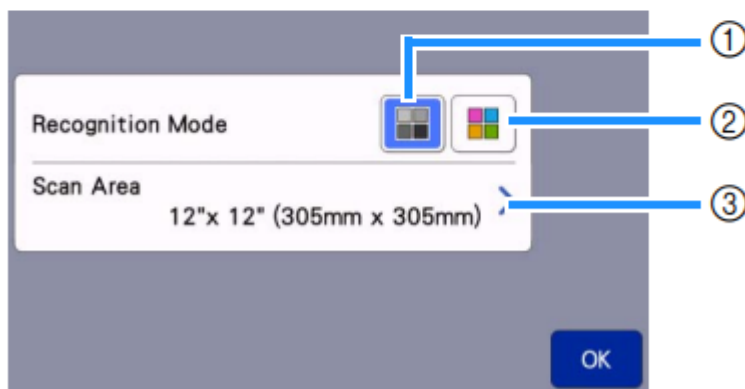 ①
Recognition Mode
②
Scan Area
12"x 12" (305mm x 305mm)
③
OK